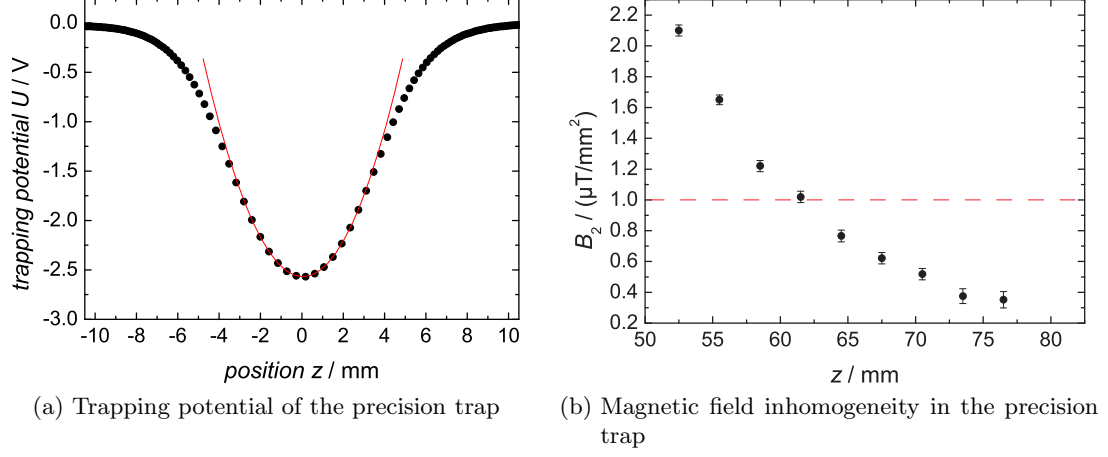 0.0
-0.5
-1.0
-1.5
-2.0
-2.5
-3.0
trapping potential U / V
-10 -8 -6 -4 -2 0 2 4 6 8 10
position z / mm
(a) Trapping potential of the precision trap
2.2
2.0
1.8
1.6
1.4
1.2
1.0
0.8
0.6
0.4
0.2
B₂ / (μT/mm²)
50 55 60 65 70 75 80
z / mm
(b) Magnetic field inhomogeneity in the precision
trap